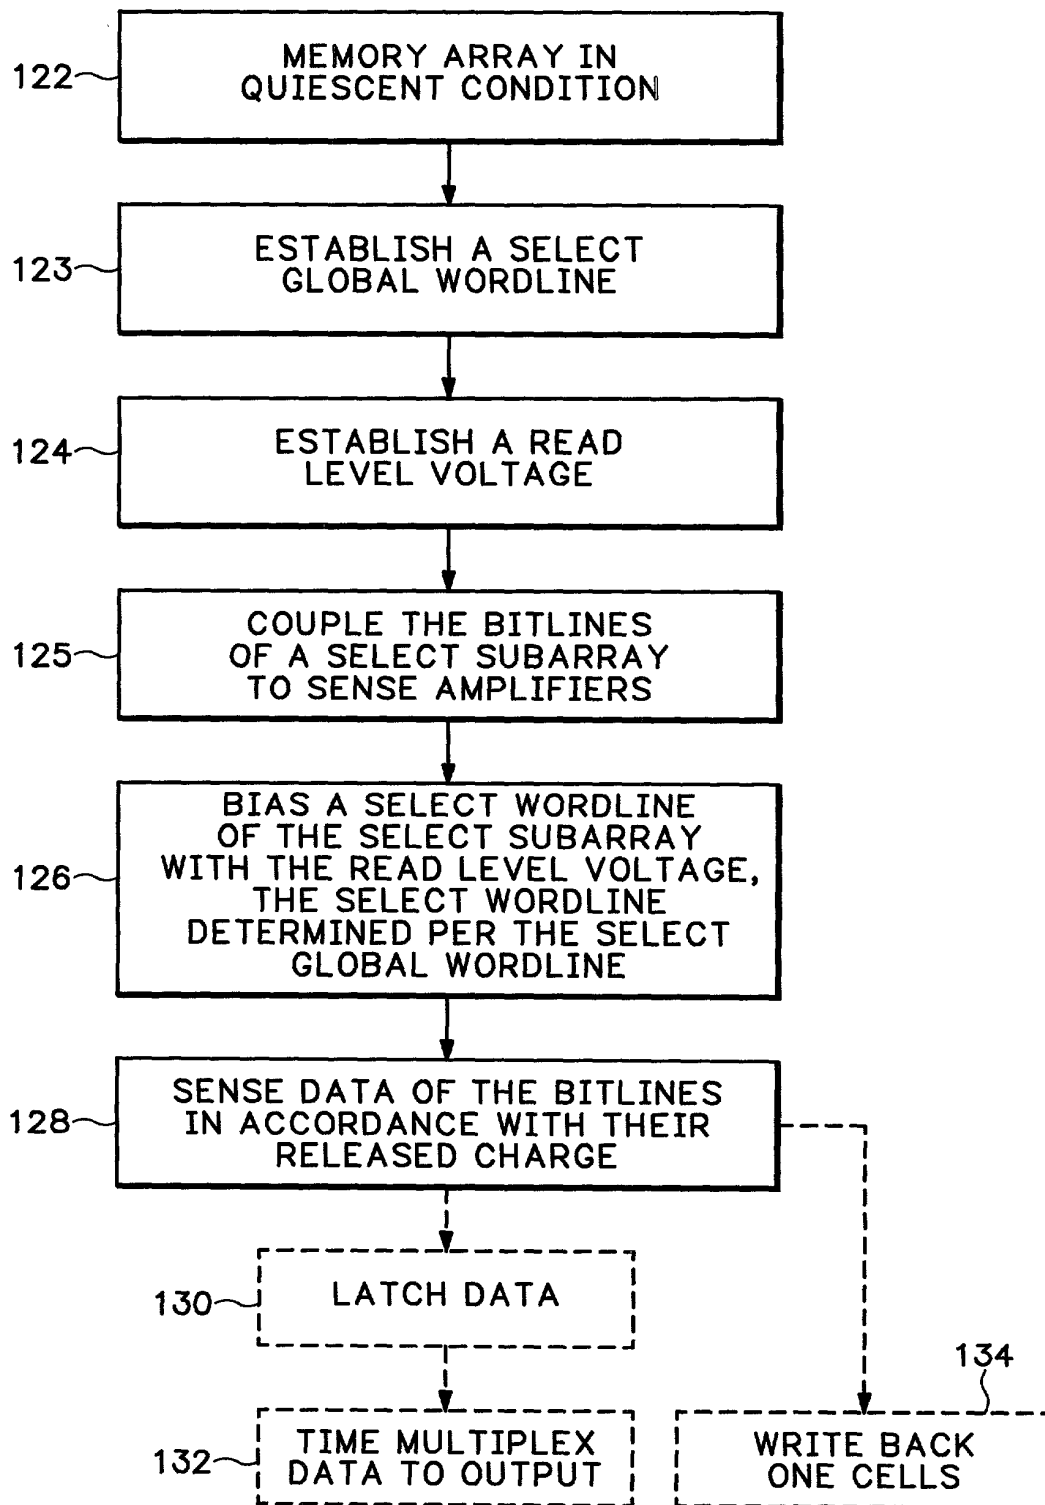 122
MEMORY ARRAY IN
QUIESCENT CONDITION
123
ESTABLISH A SELECT
GLOBAL WORDLINE
124
ESTABLISH A READ
LEVEL VOLTAGE
125
COUPLE THE BITLINES
OF A SELECT SUBARRAY
TO SENSE AMPLIFIERS
126
BIAS A SELECT WORDLINE
OF THE SELECT SUBARRAY
WITH THE READ LEVEL VOLTAGE,
THE SELECT WORDLINE
DETERMINED PER THE SELECT
GLOBAL WORDLINE
128
SENSE DATA OF THE BITLINES
IN ACCORDANCE WITH THEIR
RELEASED CHARGE
130
LATCH DATA
132
TIME MULTIPLEX
DATA TO OUTPUT
134
WRITE BACK
ONE CELLS